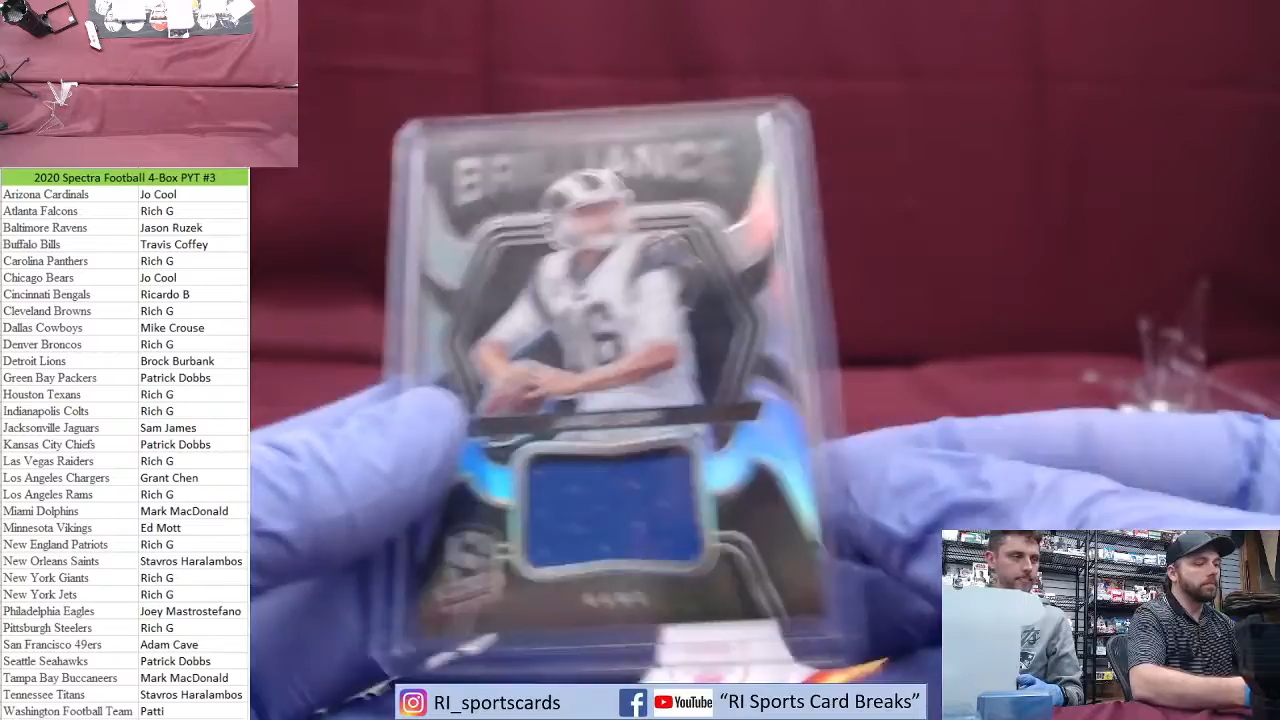 2020 Spectra Football 4-Box PYT #3
Arizona Cardinals Jo Cool
Atlanta Falcons Rich G
Baltimore Ravens Jason Ruzek
Buffalo Bills Travis Coffey
Carolina Panthers Rich G
Chicago Bears Jo Cool
Cincinnati Bengals Ricardo B
Cleveland Browns Rich G
Dallas Cowboys Mike Crouse
Denver Broncos Rich G
Detroit Lions Brock Burbank
Green Bay Packers Patrick Dobbs
Houston Texans Rich G
Indianapolis Colts Rich G
Jacksonville Jaguars Sam James
Kansas City Chiefs Patrick Dobbs
Las Vegas Raiders Rich G
Los Angeles Chargers Grant Chen
Los Angeles Rams Rich G
Miami Dolphins Mark MacDonald
Minnesota Vikings Ed Mott
New England Patriots Rich G
New Orleans Saints Stavros Haralambos
New York Giants Rich G
New York Jets Rich G
Philadelphia Eagles Joey Mastrostefano
Pittsburgh Steelers Rich G
San Francisco 49ers Adam Cave
Seattle Seahawks Patrick Dobbs
Tampa Bay Buccaneers Mark MacDonald
Tennessee Titans Stavros Haralambos
Washington Football Team Patti
BRILLIANCE
16
RI_sportscards
YouTube "RI Sports Card Breaks"